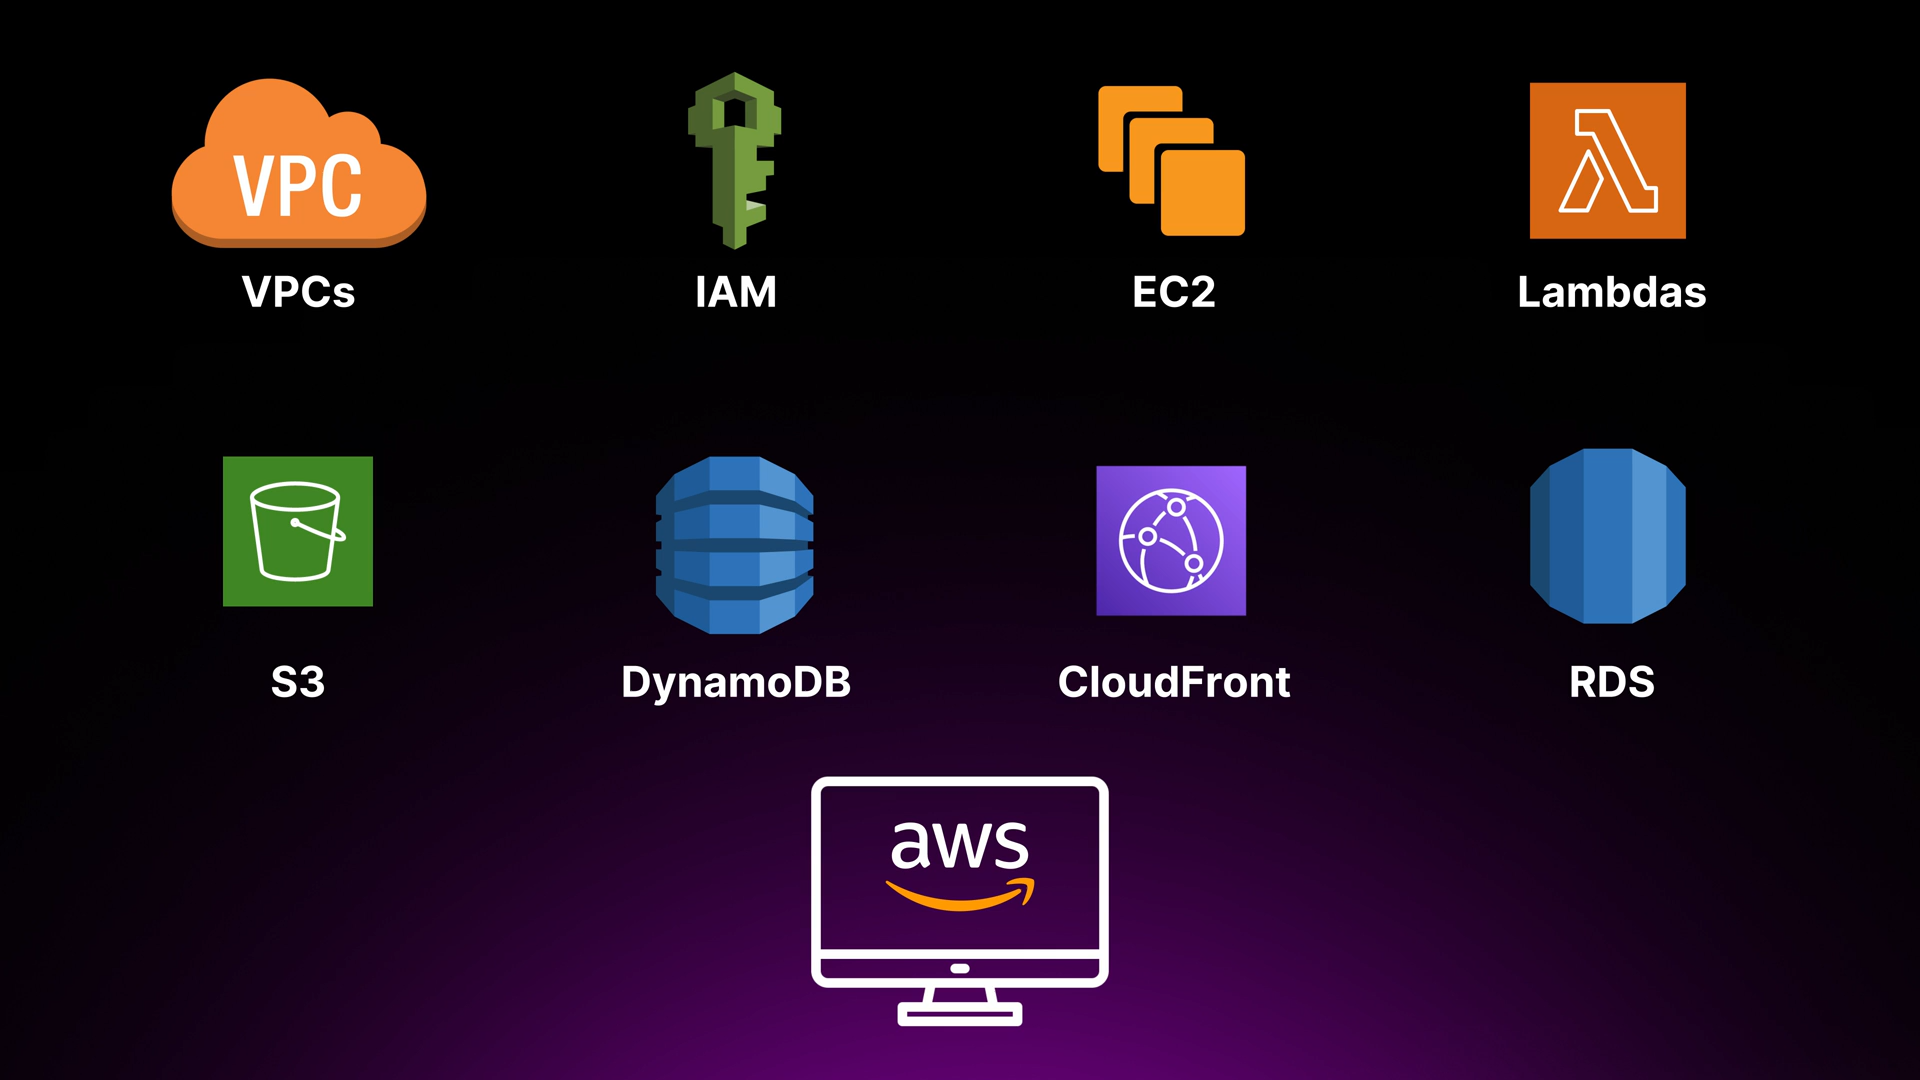 VPC
VPCs
IAM
EC2
Lambdas
S3
DynamoDB
CloudFront
RDS
aws